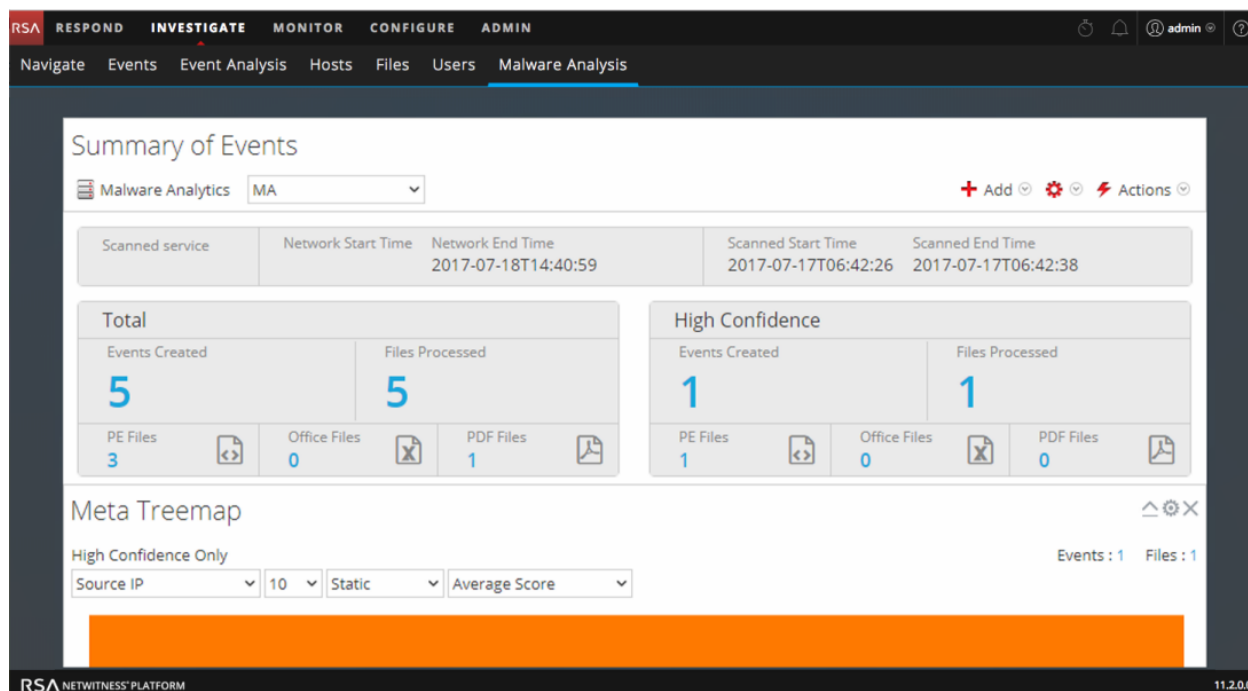 RSA RESPOND INVESTIGATE MONITOR CONFIGURE ADMIN admin ?
Navigate Events Event Analysis Hosts Files Users Malware Analysis
Summary of Events
Malware Analytics MA Add Actions
Scanned service Network Start Time Network End Time Scanned Start Time Scanned End Time
2017-07-18T14:40:59 2017-07-17T06:42:26 2017-07-17T06:42:38
Total High Confidence
Events Created Files Processed Events Created Files Processed
5 5 1 1
PE Files Office Files PDF Files PE Files Office Files PDF Files
3 0 1 1 0 0
Meta Treemap
High Confidence Only Events : 1 Files : 1
Source IP 10 Static Average Score
RSA NETWITNESS® PLATFORM 11.2.0.